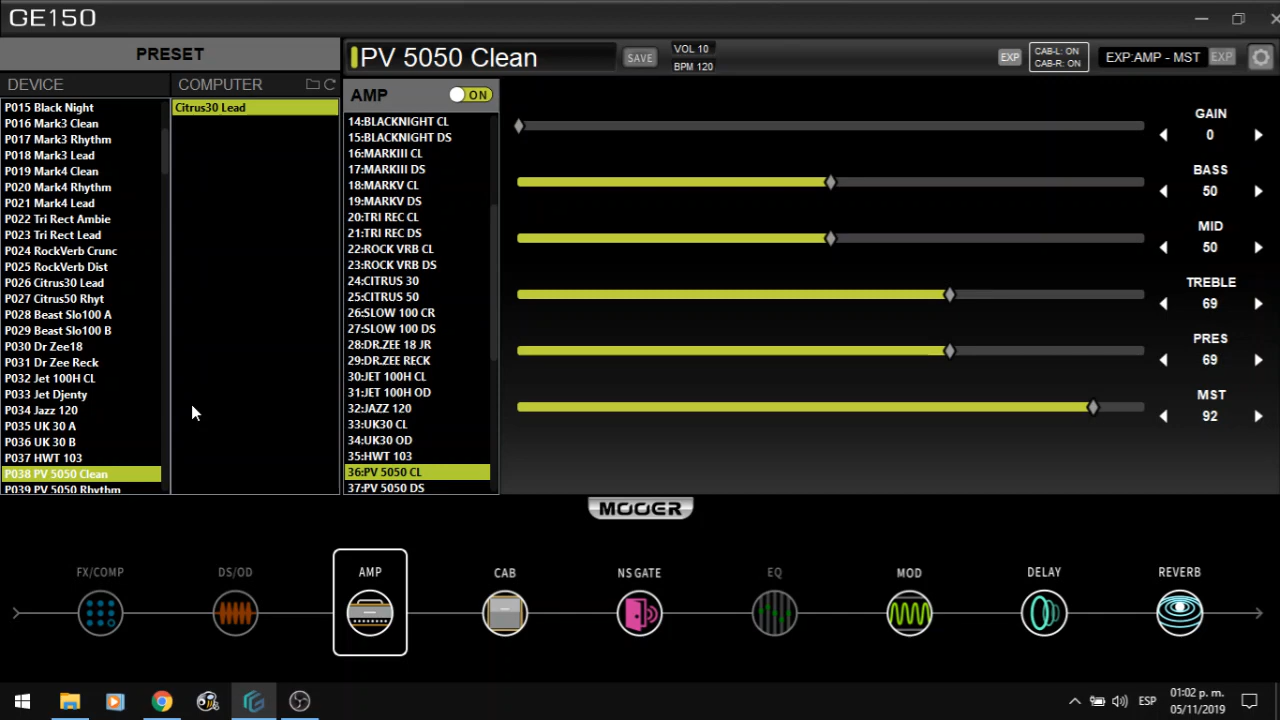 GE150
PRESET
DEVICE
COMPUTER
P015 Black Night
P016 Mark3 Clean
P017 Mark3 Rhythm
P018 Mark3 Lead
P019 Mark4 Clean
P020 Mark4 Rhythm
P021 Mark4 Lead
P022 Tri Rect Ambie
P023 Tri Rect Lead
P024 RockVerb Crunc
P025 RockVerb Dist
P026 Citrus30 Lead
P027 Citrus50 Rhyt
P028 Beast Slo100 A
P029 Beast Slo100 B
P030 Dr Zee18
P031 Dr Zee Reck
P032 Jet 100H CL
P033 Jet Djenty
P034 Jazz 120
P035 UK 30 A
P036 UK 30 B
P037 HWT 103
P038 PV 5050 Clean
P039 PV 5050 Rhythm
Citrus30 Lead
PV 5050 Clean
SAVE
VOL 10
BPM 120
EXP
CAB-L: ON
CAB-R: ON
EXP:AMP - MST
EXP
AMP
ON
14:BLACKNIGHT CL
15:BLACKNIGHT DS
16:MARKIII CL
17:MARKIII DS
18:MARKV CL
19:MARKV DS
20:TRI REC CL
21:TRI REC DS
22:ROCK VRB CL
23:ROCK VRB DS
24:CITRUS 30
25:CITRUS 50
26:SLOW 100 CR
27:SLOW 100 DS
28:DR.ZEE 18 JR
29:DR.ZEE RECK
30:JET 100H CL
31:JET 100H OD
32:JAZZ 120
33:UK30 CL
34:UK30 OD
35:HWT 103
36:PV 5050 CL
37:PV 5050 DS
GAIN
0
BASS
50
MID
50
TREBLE
69
PRES
69
MST
92
MOOER
FX/COMP
DS/OD
AMP
CAB
NS GATE
EQ
MOD
DELAY
REVERB
ESP
01:02 p. m.
05/11/2019